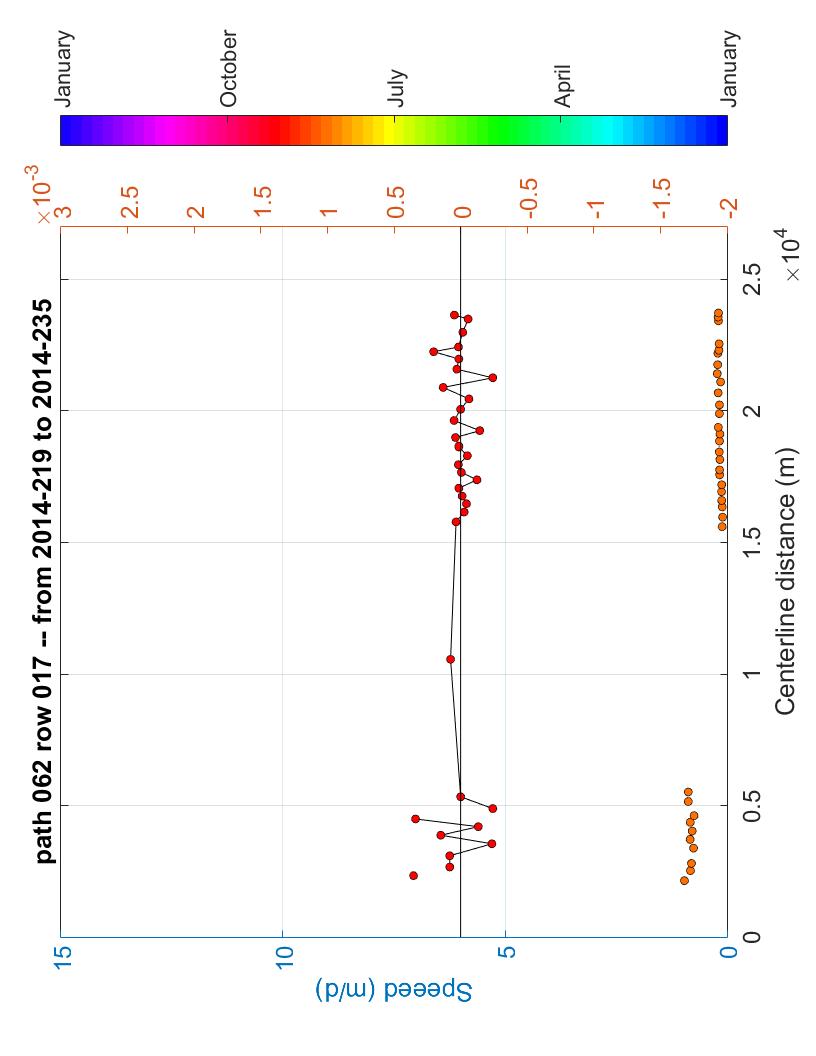 path 062 row 017 -- from 2014-219 to 2014-235
Speeed (m/d)
0
5
10
15
Centerline distance (m)
0
0.5
1
1.5
2
2.5
×10⁴
×10⁻³
3
2.5
2
1.5
1
0.5
0
-0.5
-1
-1.5
-2
January
October
July
April
January